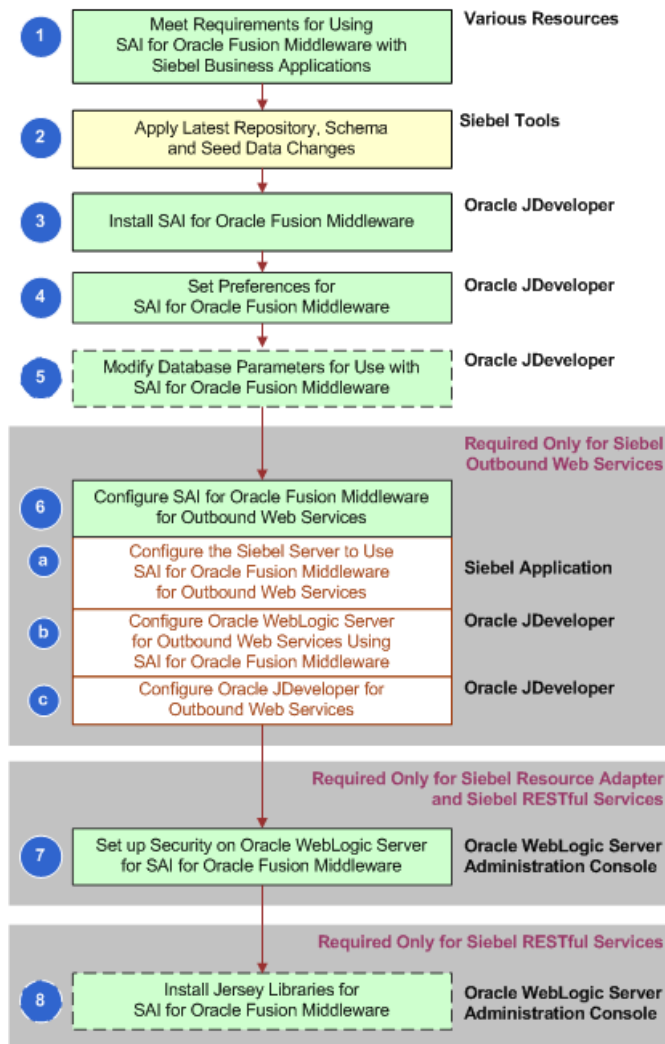 1
Meet Requirements for Using
SAI for Oracle Fusion Middleware with
Siebel Business Applications
Various Resources
2
Apply Latest Repository, Schema
and Seed Data Changes
Siebel Tools
3
Install SAI for Oracle Fusion Middleware
Oracle JDeveloper
4
Set Preferences for
SAI for Oracle Fusion Middleware
Oracle JDeveloper
5
Modify Database Parameters for Use with
SAI for Oracle Fusion Middleware
Oracle JDeveloper
Required Only for Siebel
Outbound Web Services
6
Configure SAI for Oracle Fusion Middleware
for Outbound Web Services
a
Configure the Siebel Server to Use
SAI for Oracle Fusion Middleware
for Outbound Web Services
Siebel Application
b
Configure Oracle WebLogic Server
for Outbound Web Services Using
SAI for Oracle Fusion Middleware
Oracle JDeveloper
c
Configure Oracle JDeveloper for
Outbound Web Services
Oracle JDeveloper
Required Only for Siebel Resource Adapter
and Siebel RESTful Services
7
Set up Security on Oracle WebLogic Server
for SAI for Oracle Fusion Middleware
Oracle WebLogic Server
Administration Console
Required Only for Siebel RESTful Services
8
Install Jersey Libraries for
SAI for Oracle Fusion Middleware
Oracle WebLogic Server
Administration Console